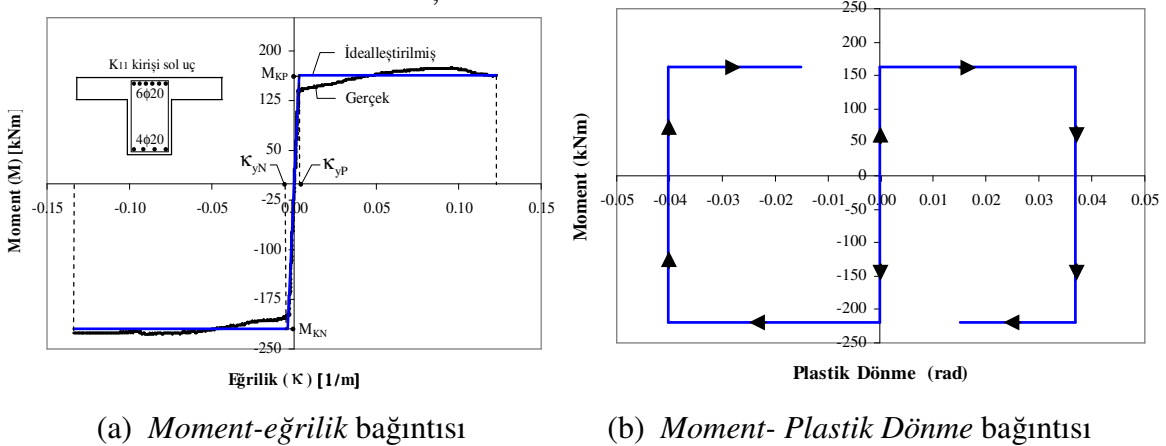 200
İdealleştirilmiş
K11 kirişi sol uç
MKP
6ϕ20
125
Gerçek
4ϕ20
50
κyN
κyP
-0.15
-0.10
-0.05
0.00
0.05
0.10
0.15
-25
-100
-175
MKN
-250
Moment (M) [kNm]
Eğrilik (κ) [1/m]
(a) Moment-eğrilik bağıntısı
250
200
150
100
50
0
-0.05
-0.04
-0.03
-0.02
-0.01
0.00
0.01
0.02
0.03
0.04
0.05
-50
-100
-150
-200
-250
Moment (kNm)
Plastik Dönme (rad)
(b) Moment- Plastik Dönme bağıntısı